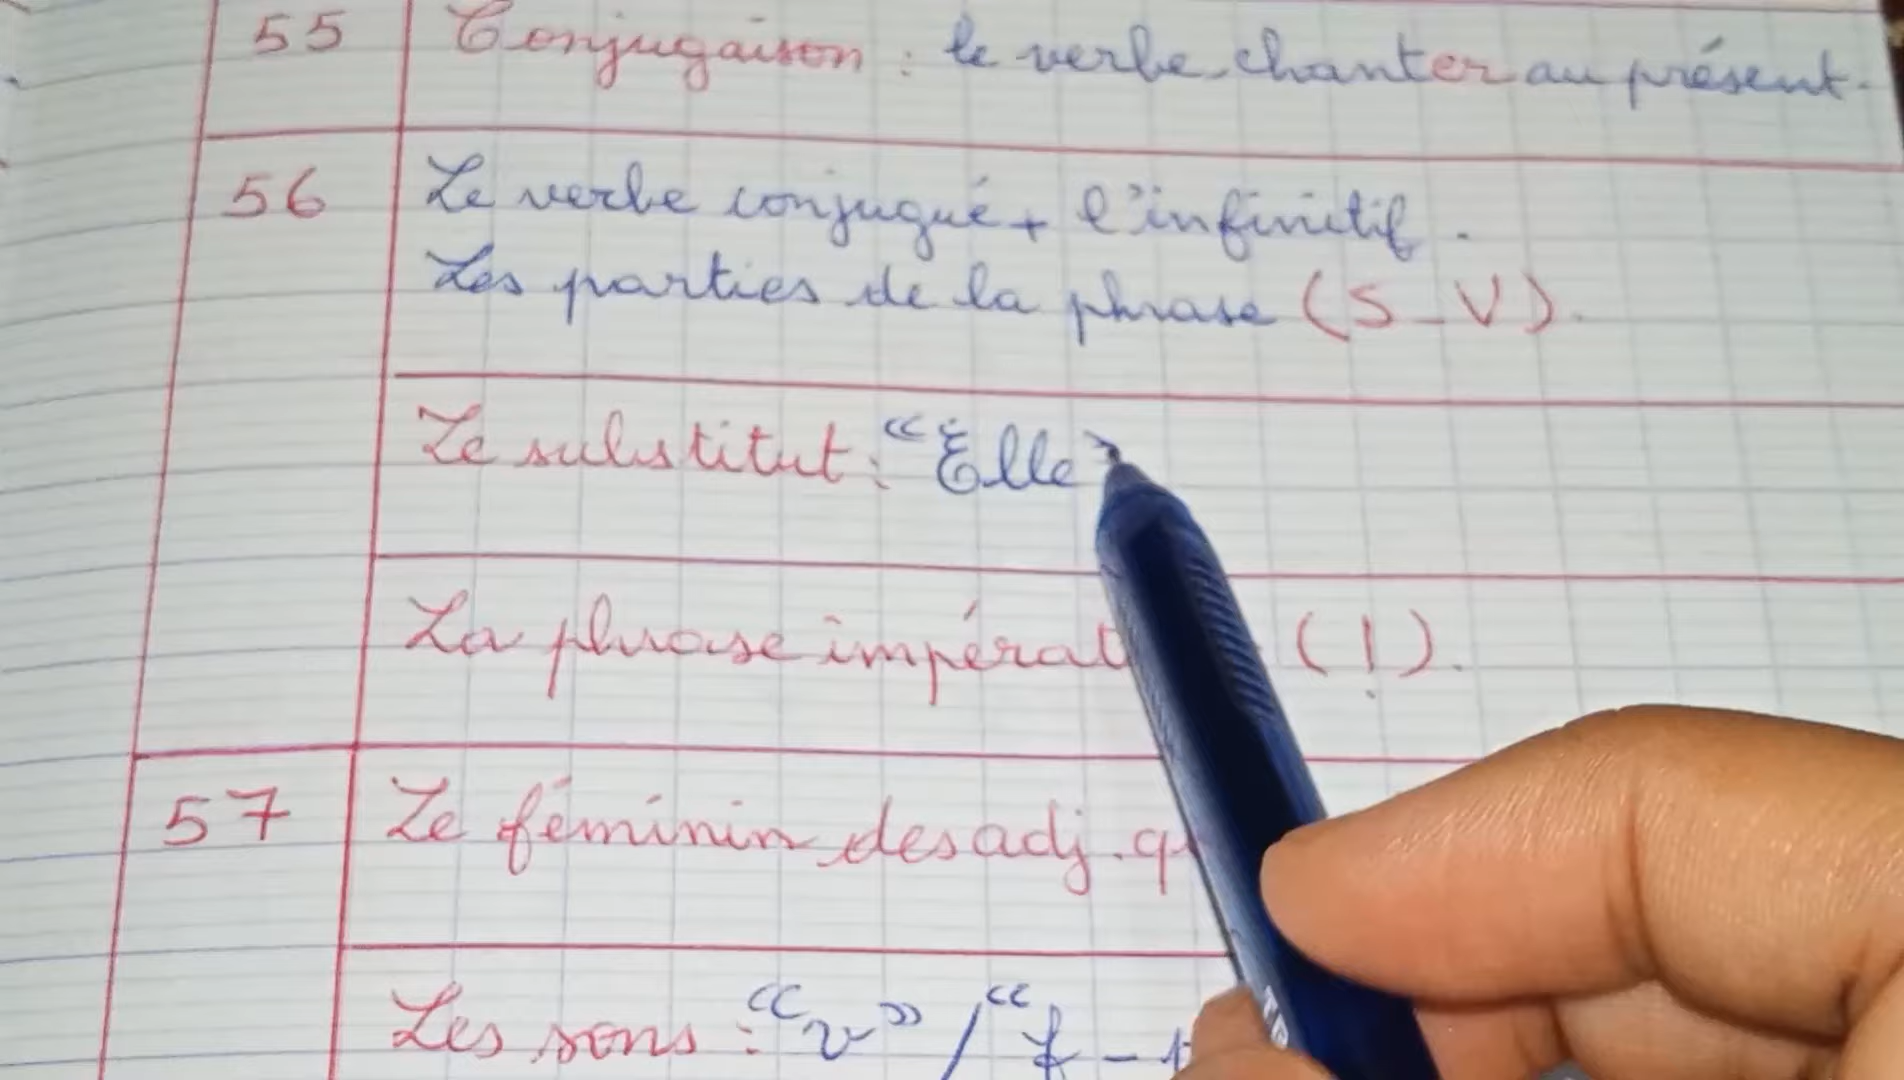 55 Conjugaison : le verbe chanter au présent.
56 Le verbe conjugué + l'infinitif.
Les parties de la phrase (S_V).
Le substitut : "Elle"
La phrase (!).
57 Le féminin des adj.
Les sons : "v" / "f -